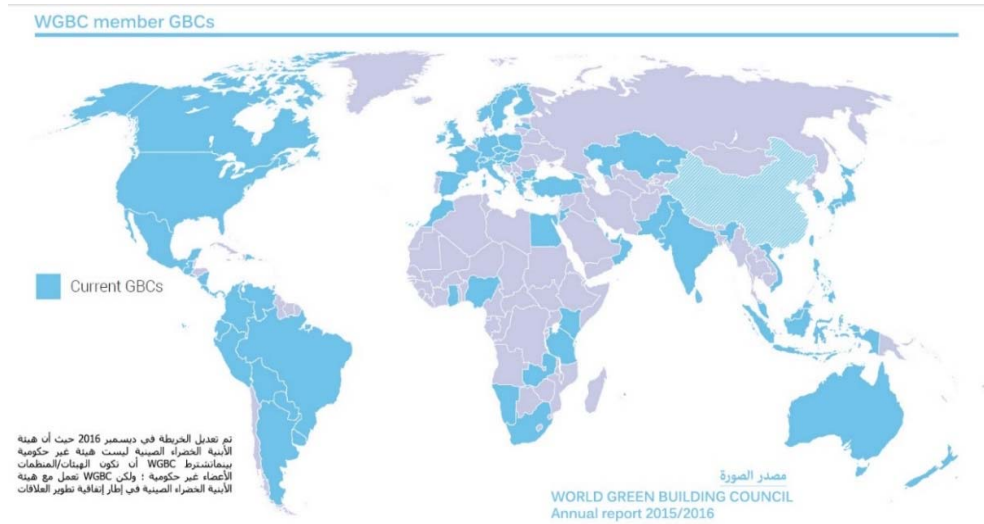 WGBC member GBCs
Current GBCs
تم تعديل الخريطة في ديسمبر 2016 حيث أن هيئة
الأبنية الخضراء الصينية ليست هيئة غير حكومية
بينماتشترط WGBC أن تكون الهيئات/المنظمات
الأعضاء غير حكومية ؛ ولكن WGBC تعمل مع هيئة
الأبنية الخضراء الصينية في إطار إتفاقية تطوير العلاقات
مصدر الصورة
WORLD GREEN BUILDING COUNCIL
Annual report 2015/2016